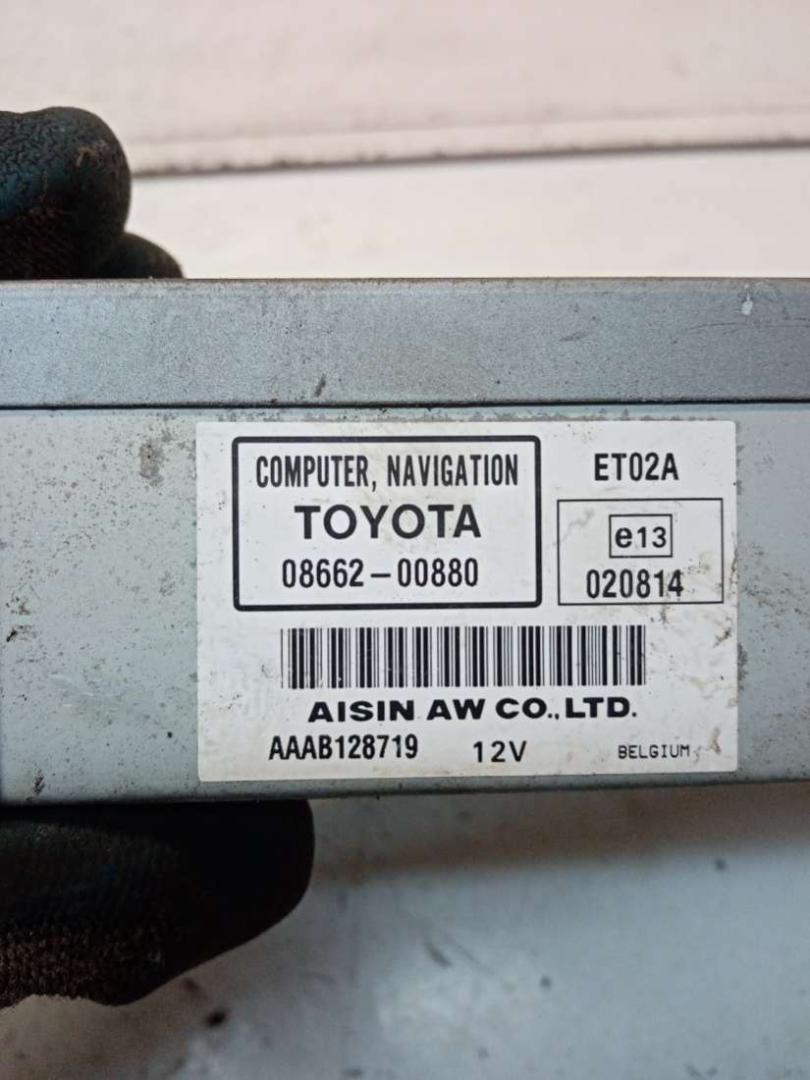 COMPUTER, NAVIGATION
TOYOTA
08662-00880
ET02A
e13
020814
AISIN AW CO.,LTD.
AAAB128719 12V BELGIUM